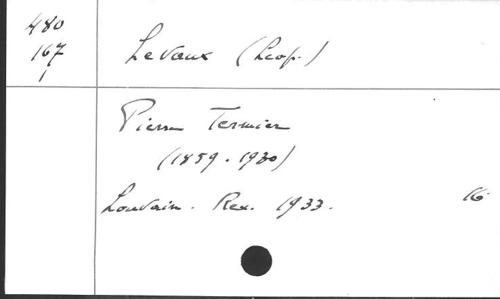 480
167
1
Levaux (Léop.)
Pierre Termier
(1859-1930)
Louvain. Rex. 1933.
16